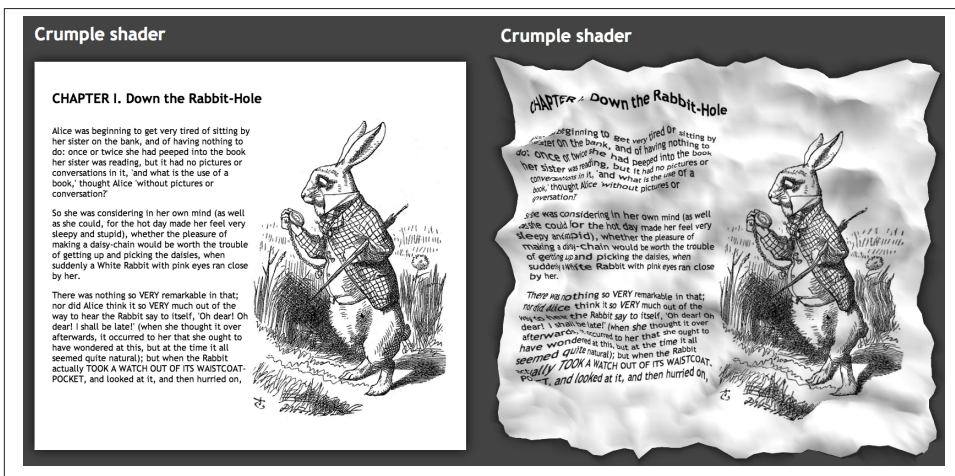 Crumple shader
CHAPTER I. Down the Rabbit-Hole
Alice was beginning to get very tired of sitting by
her sister on the bank, and of having nothing to
do: once or twice she had peeped into the book
her sister was reading, but it had no pictures or
conversations in it, 'and what is the use of a
book,' thought Alice 'without pictures or
conversation?'
So she was considering in her own mind (as well
as she could, for the hot day made her feel very
sleepy and stupid), whether the pleasure of
making a daisy-chain would be worth the trouble
of getting up and picking the daisies, when
suddenly a White Rabbit with pink eyes ran close
by her.
There was nothing so VERY remarkable in that;
nor did Alice think it so VERY much out of the
way to hear the Rabbit say to itself, 'Oh dear! Oh
dear! I shall be late!' (when she thought it over
afterwards, it occurred to her that she ought to
have wondered at this, but at the time it all
seemed quite natural); but when the Rabbit
actually TOOK A WATCH OUT OF ITS WAISTCOAT-
POCKET, and looked at it, and then hurried on,
Crumple shader
CHAPTER I. Down the Rabbit-Hole
beginning to get very tired of sitting by
sister on the bank, and of having nothing to
do: once or twice she had peeped into the book
her sister was reading, but it had no pictures or
conversations in it, 'and what is the use of a
book,' thought Alice 'without pictures or
conversation?'
she was considering in her own mind (as well
as she could for the hot day made her feel very
sleepy and stupid), whether the pleasure of
making a daisy-chain would be worth the trouble
of getting up and picking the daisies, when
suddenly White Rabbit with pink eyes ran close
by her.
There was nothing so VERY remarkable in that;
nor did Alice think it so VERY much out of the
way to hear the Rabbit say to itself, 'Oh dear! Oh
dear! I shall be late!' (when she thought it over
afterwards, it occurred to her that she ought to
have wondered at this, but at the time it all
seemed quite natural); but when the Rabbit
actually TOOK A WATCH OUT OF ITS WAISTCOAT-
and looked at it, and then hurried on,